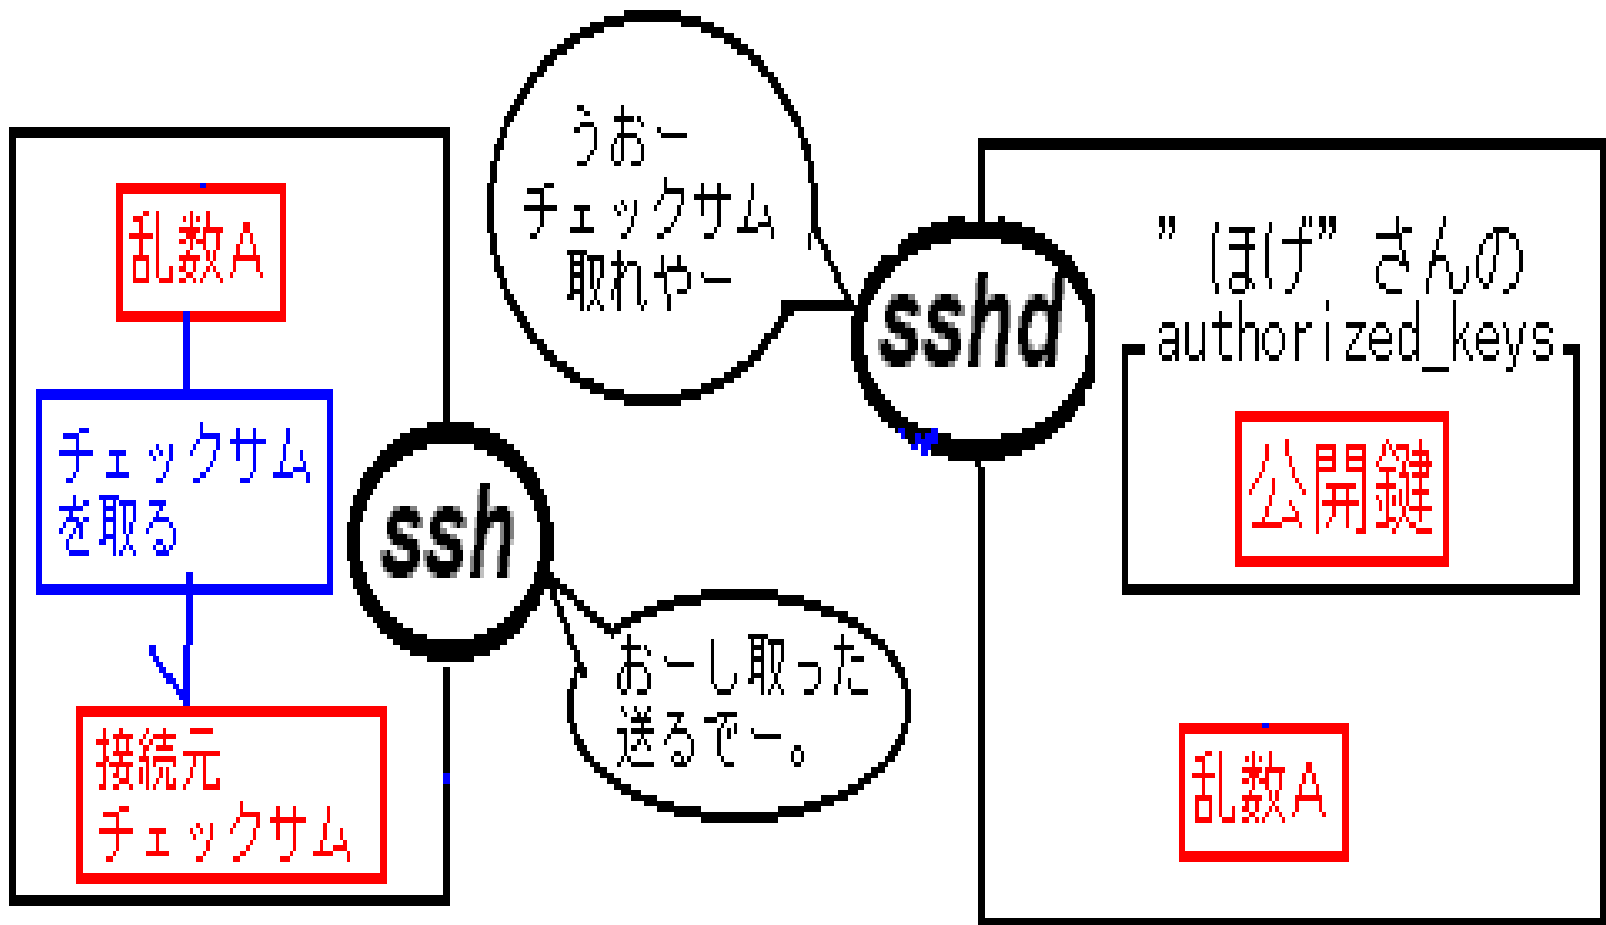 乱数A
チェックサム
を取る
接続元
チェックサム
ssh
うおー
チェックサム
取れやー
おーし取った
送るでー。
sshd
”ほげ”さんの
authorized_keys
公開鍵
乱数A